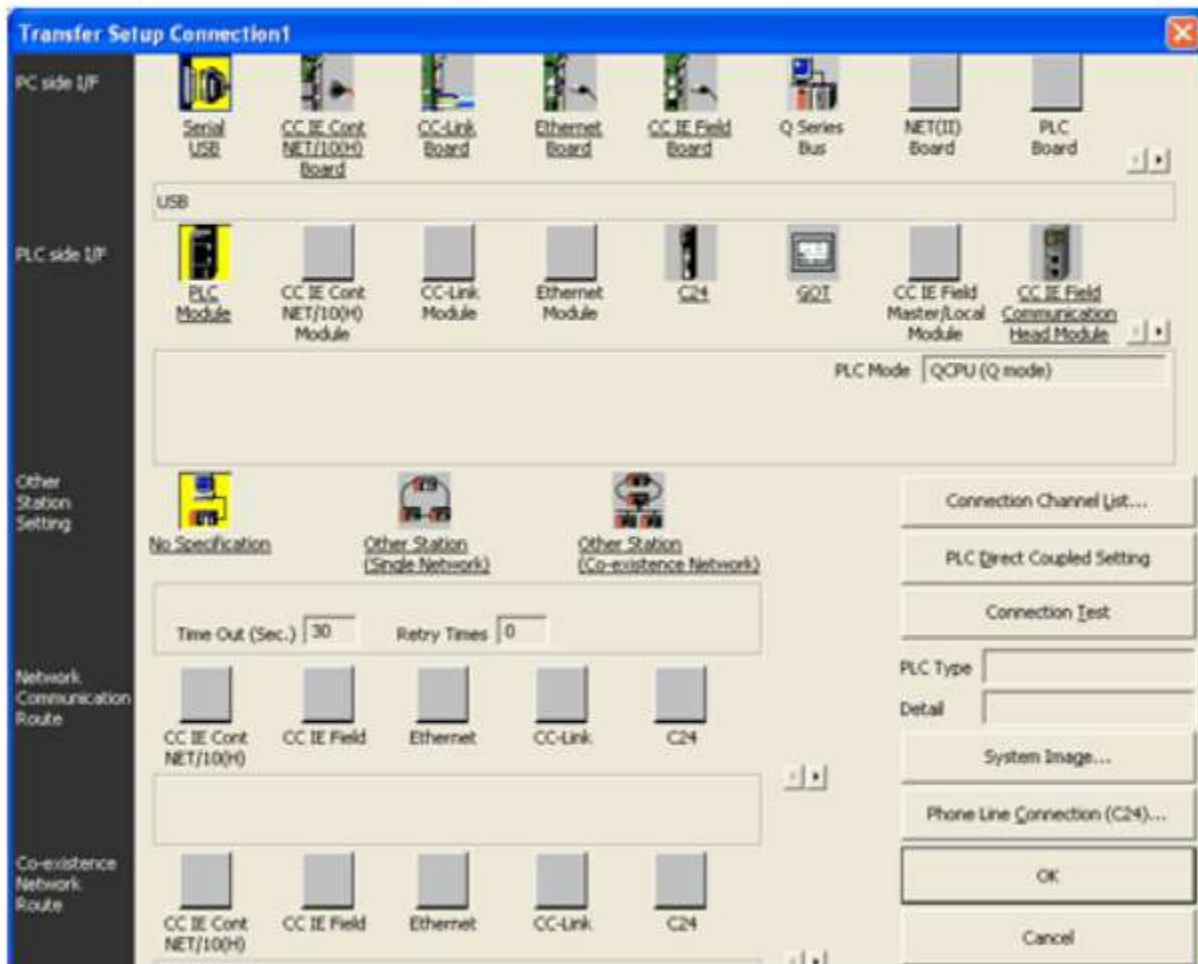 Transfer Setup Connection1
PC side I/F
Serial
USB
CC IE Cont
NET/10(H)
Board
CC-Link
Board
Ethernet
Board
CC IE Field
Board
Q Series
Bus
NET(II)
Board
PLC
Board
USB
PLC side I/F
PLC
Module
CC IE Cont
NET/10(H)
Module
CC-Link
Module
Ethernet
Module
C24
GOT
CC IE Field
Master/Local
Module
CC IE Field
Communication
Head Module
PLC Mode QCPU (Q mode)
Other
Station
Setting
No Specification
Other Station
(Single Network)
Other Station
(Co-existence Network)
Time Out (Sec.) 30 Retry Times 0
Connection Channel List...
PLC Direct Coupled Setting
Connection Test
PLC Type
Detail
System Image...
Phone Line Connection (C24)...
OK
Cancel
Network
Communication
Route
CC IE Cont
NET/10(H)
CC IE Field
Ethernet
CC-Link
C24
Co-existence
Network
Route
CC IE Cont
NET/10(H)
CC IE Field
Ethernet
CC-Link
C24